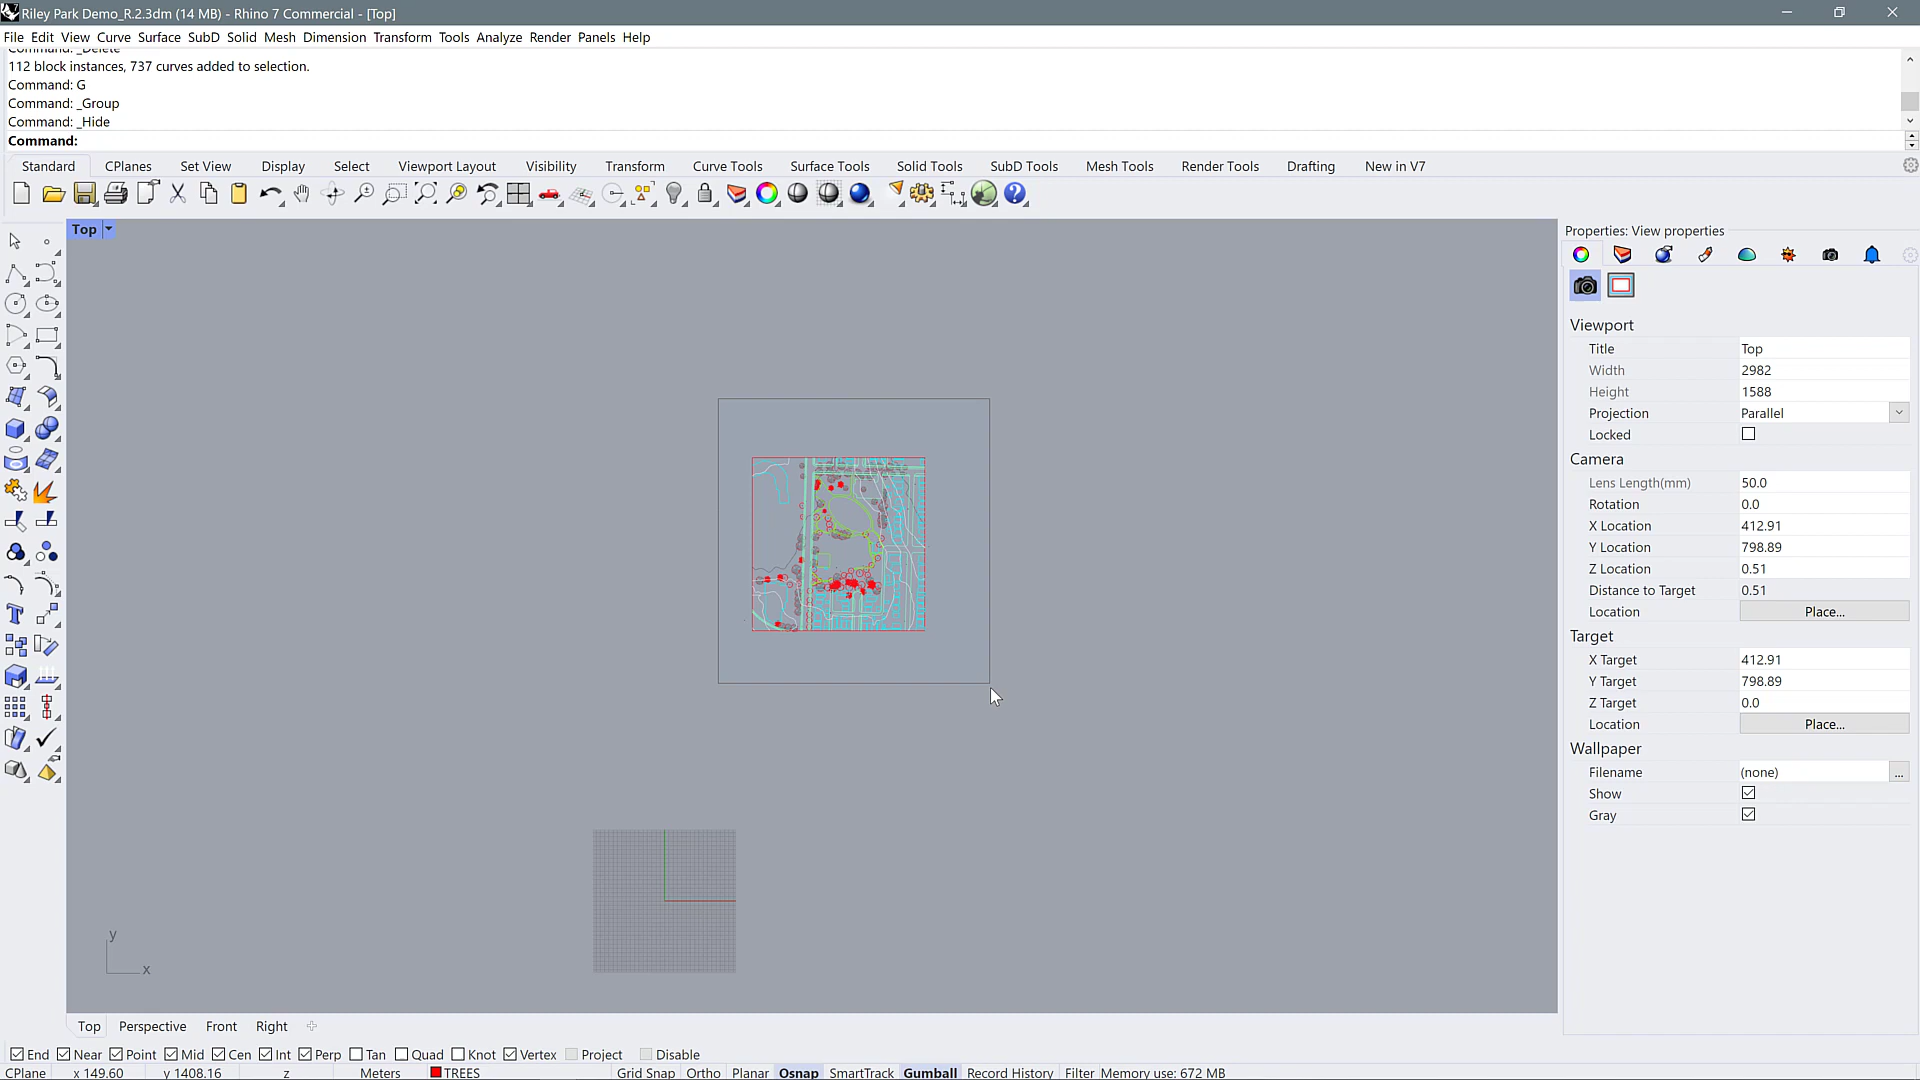 Riley Park Demo_R.2.3dm (14 MB) - Rhino 7 Commercial - [Top]
File Edit View Curve Surface SubD Solid Mesh Dimension Transform Tools Analyze Render Panels Help
Command: _Delete
112 block instances, 737 curves added to selection.
Command: G
Command: _Group
Command: _Hide
Command:
Standard CPlanes Set View Display Select Viewport Layout Visibility Transform Curve Tools Surface Tools Solid Tools SubD Tools Mesh Tools Render Tools Drafting New in V7
Top
Properties: View properties
Viewport
Title Top
Width 2982
Height 1588
Projection Parallel
Locked
Camera
Lens Length(mm) 50.0
Rotation 0.0
X Location 412.91
Y Location 798.89
Z Location 0.51
Distance to Target 0.51
Location Place...
Target
X Target 412.91
Y Target 798.89
Z Target 0.0
Location Place...
Wallpaper
Filename (none) ...
Show
Gray
y
x
Top Perspective Front Right
End Near Point Mid Cen Int Perp Tan Quad Knot Vertex Project Disable
CPlane x 149.60 y 1408.16 z Meters TREES Grid Snap Ortho Planar Osnap SmartTrack Gumball Record History Filter Memory use: 672 MB